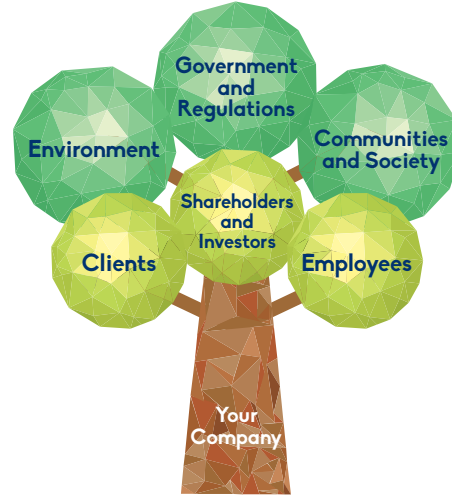 Government
and
Regulations
Environment
Communities
and Society
Shareholders
and
Investors
Clients
Employees
Your
Company